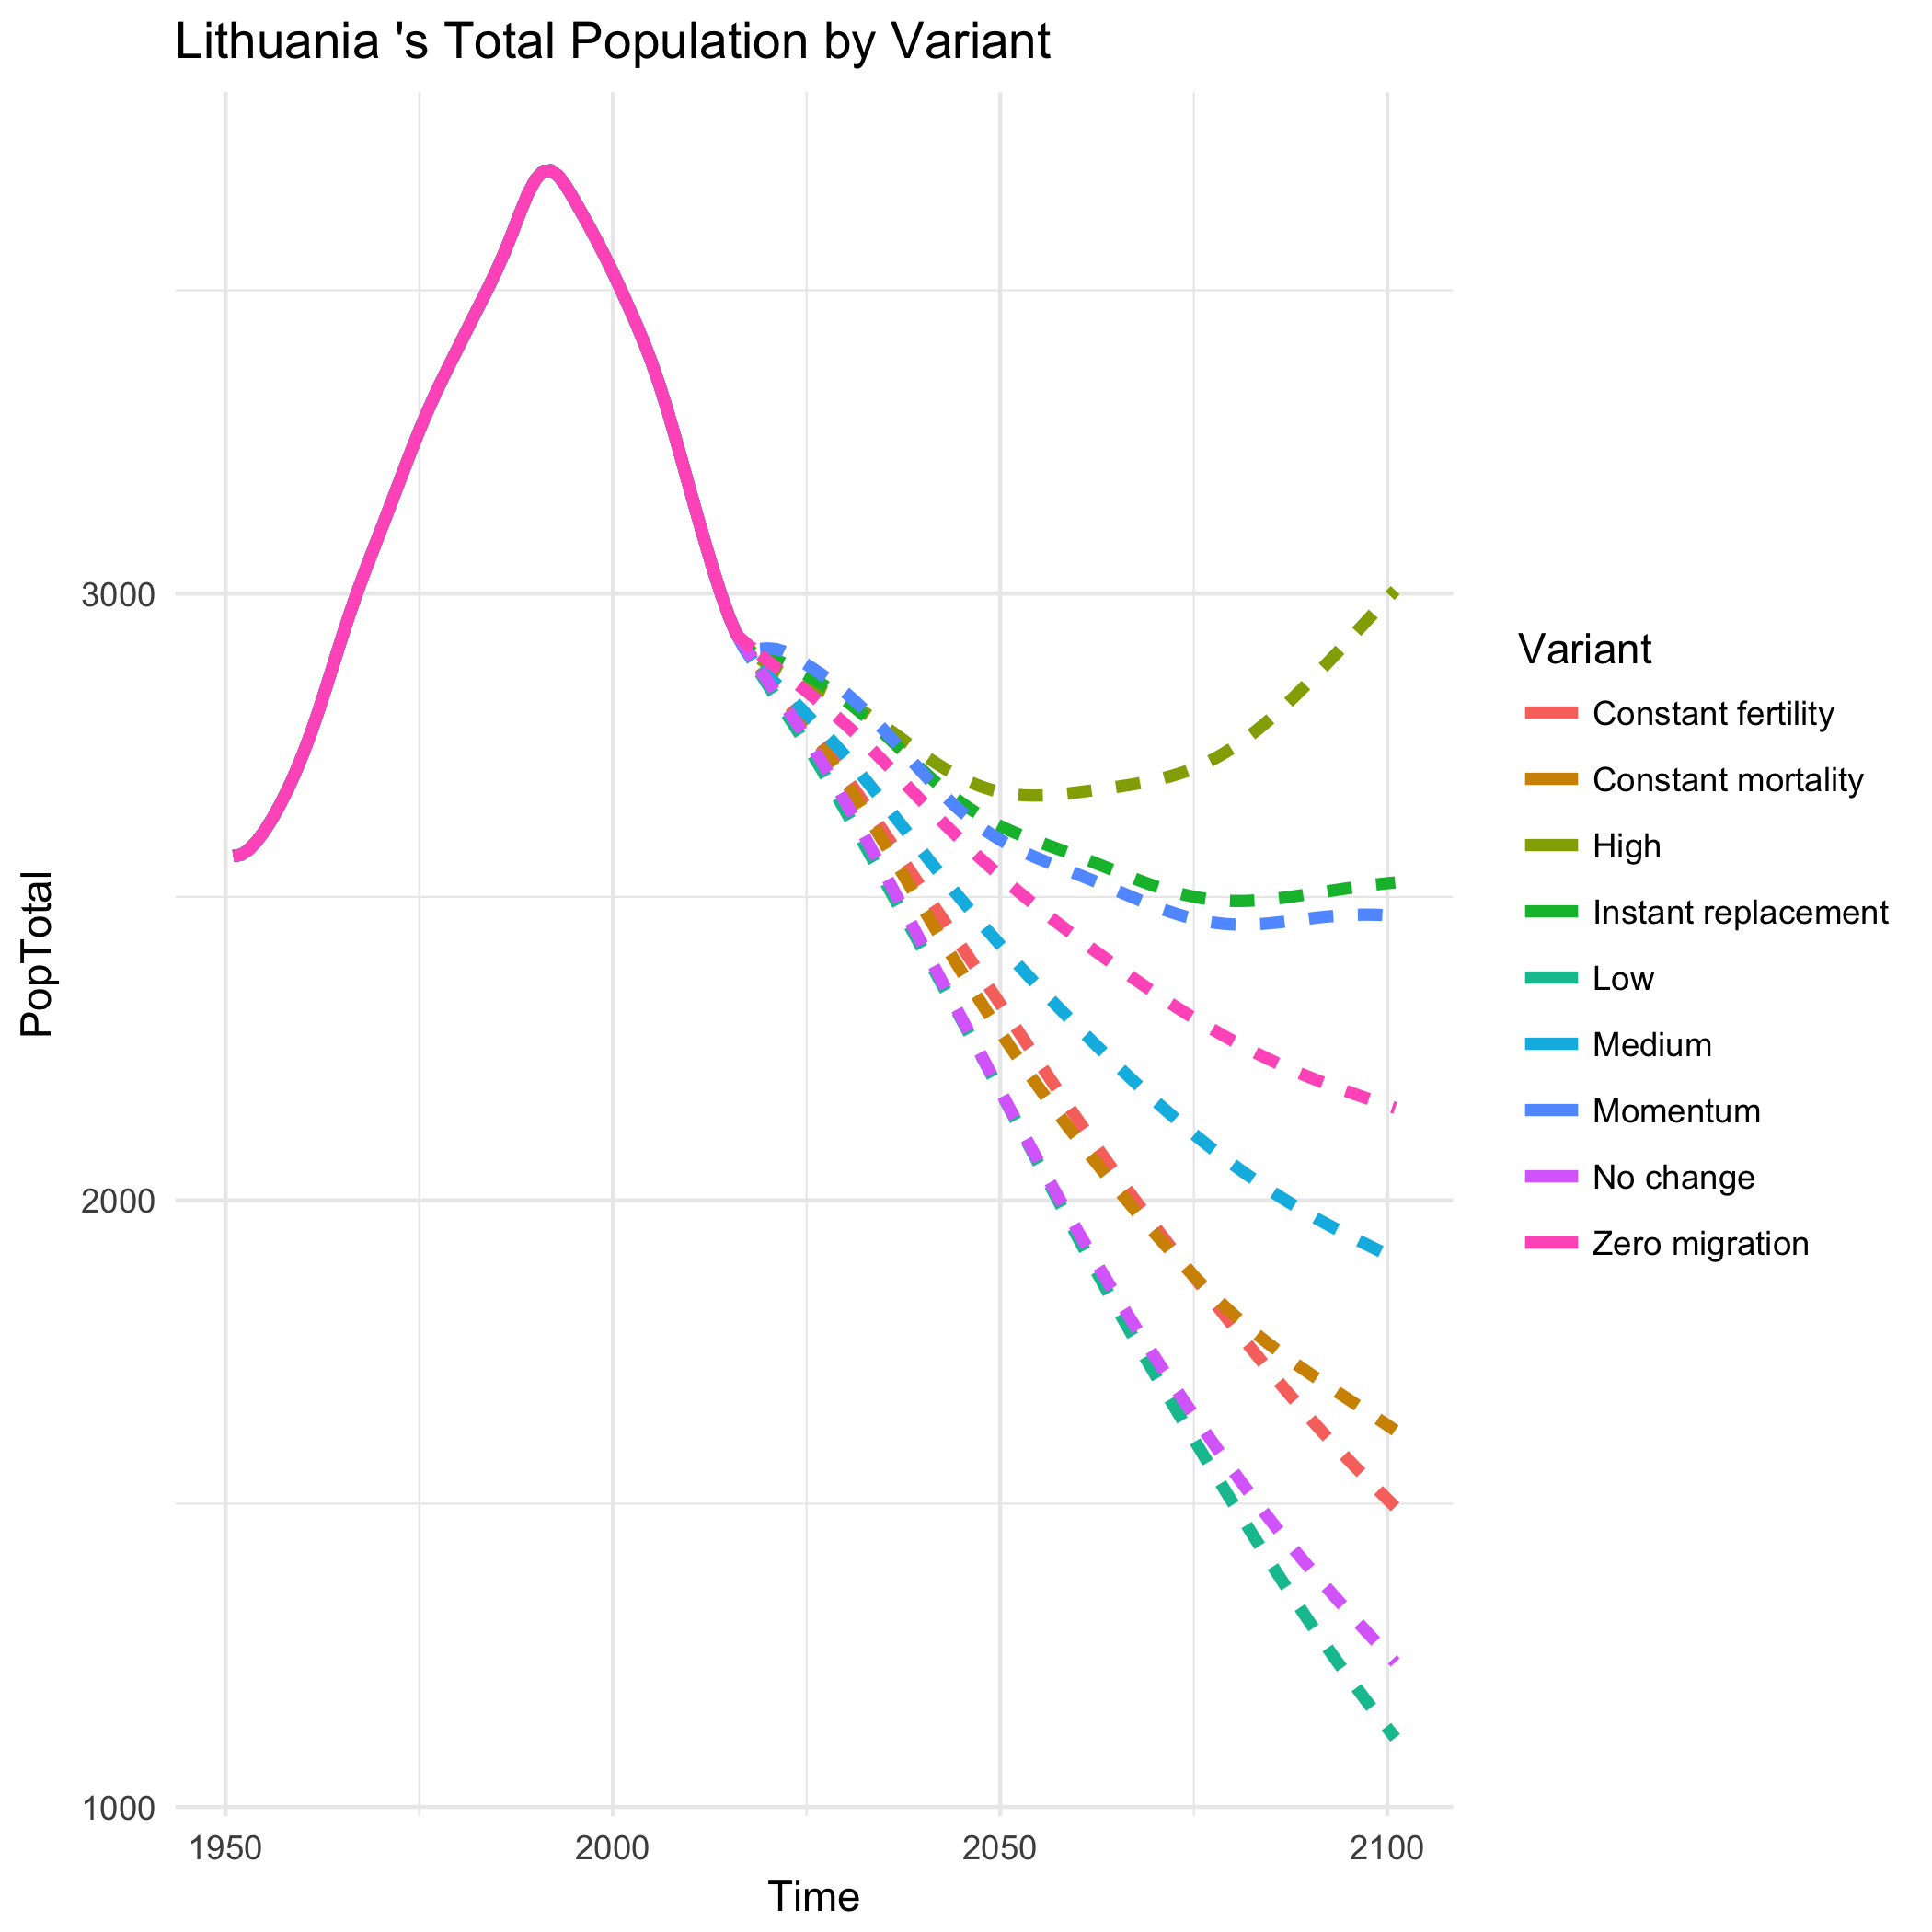 Lithuania 's Total Population by Variant
PopTotal
3000
2000
1000
1950
2000
2050
2100
Time
Variant
Constant fertility
Constant mortality
High
Instant replacement
Low
Medium
Momentum
No change
Zero migration